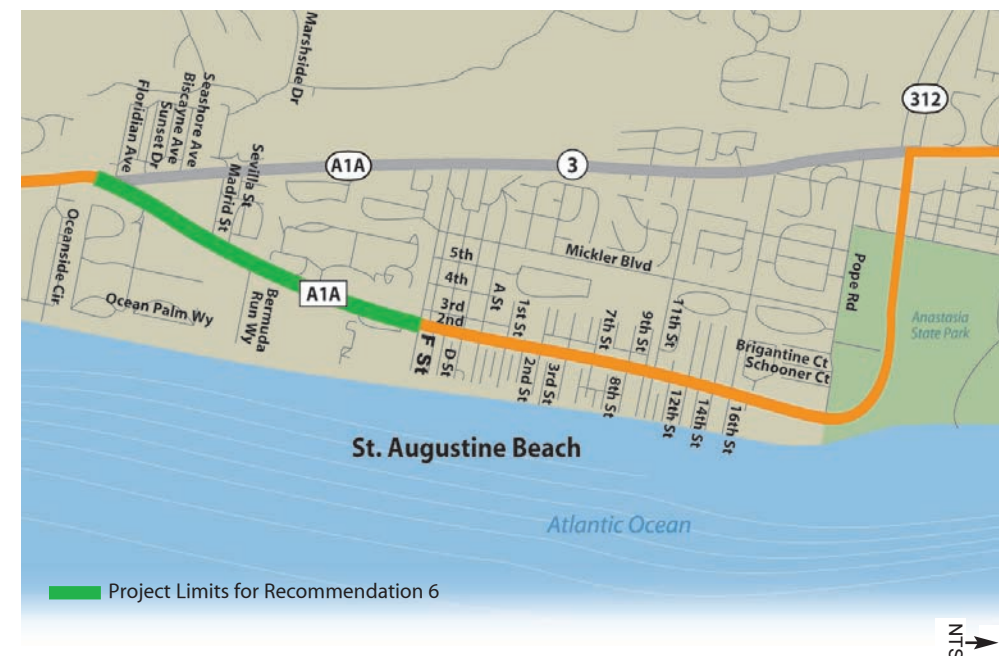 Marshside Dr
Seashore Ave
Biscayne Ave
Sunset Dr
Floridian Ave
312
A1A
3
Sevilla St
Madrid St
Oceanside Cir
Mickler Blvd
Pope Rd
5th
4th
3rd
2nd
A St
1st St
7th St
9th St
11th St
A1A
Bermuda
Run Wy
Ocean Palm Wy
Anastasia
State Park
Brigantine Ct
Schooner Ct
F St
D St
2nd St
3rd St
8th St
12th St
14th St
16th St
St. Augustine Beach
Atlantic Ocean
Project Limits for Recommendation 6
NTS